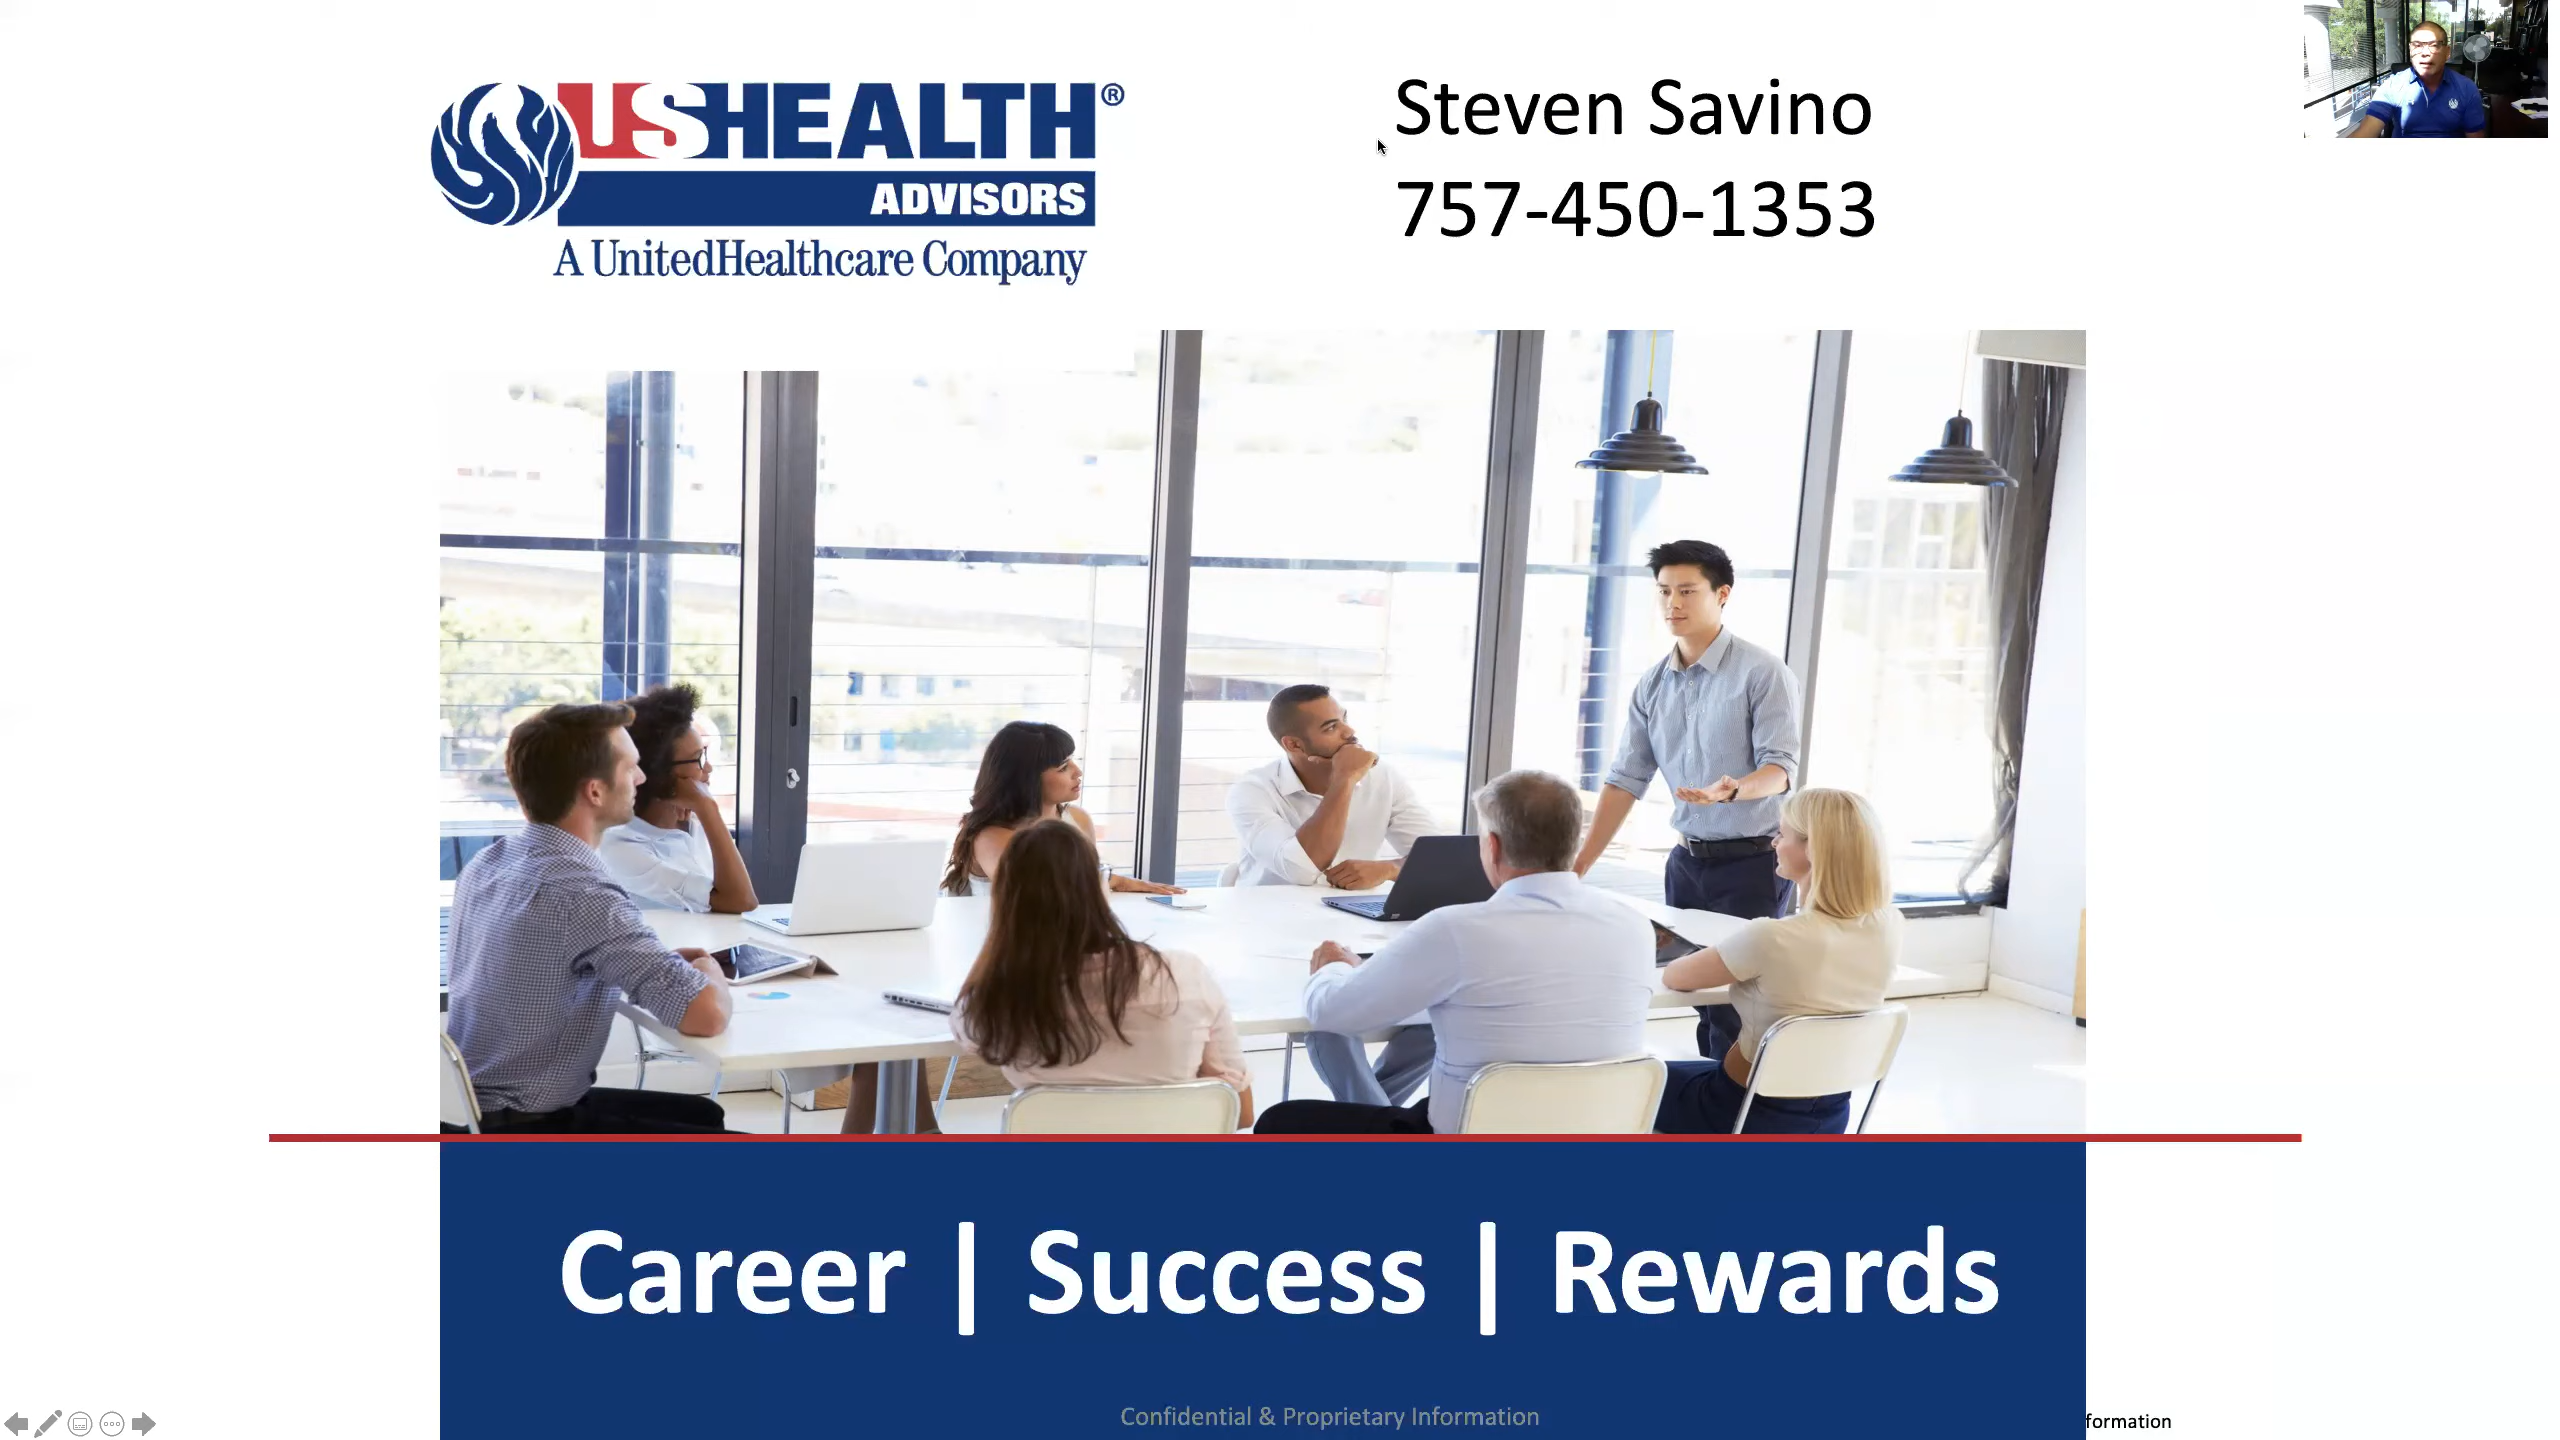 USHEALTH®
ADVISORS
A UnitedHealthcare Company
Steven Savino
757-450-1353
Career | Success | Rewards
Confidential & Proprietary Information
formation